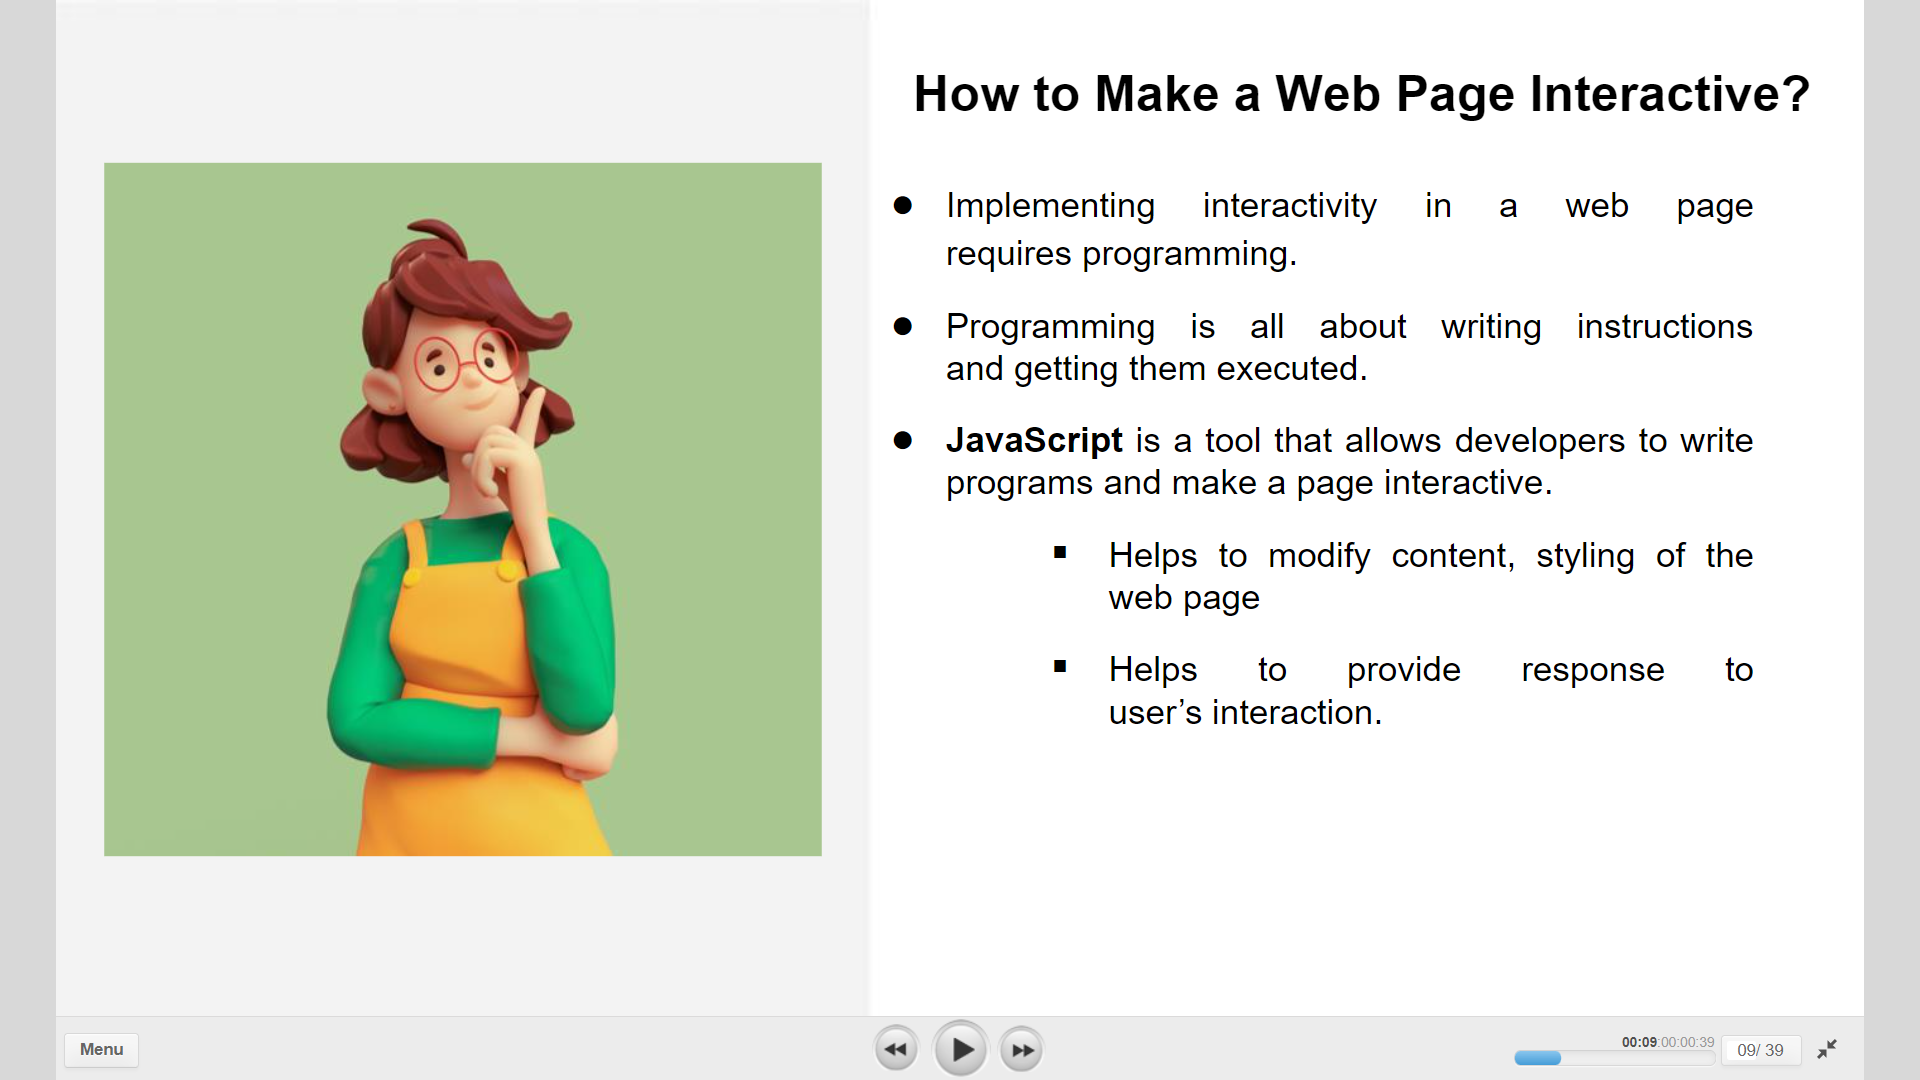 How to Make a Web Page Interactive?
● Implementing interactivity in a web page
requires programming.
● Programming is all about writing instructions
and getting them executed.
● JavaScript is a tool that allows developers to write
programs and make a page interactive.
▪ Helps to modify content, styling of the
web page
▪ Helps to provide response to
user’s interaction.
Menu
00:09:00:00:39
09/ 39